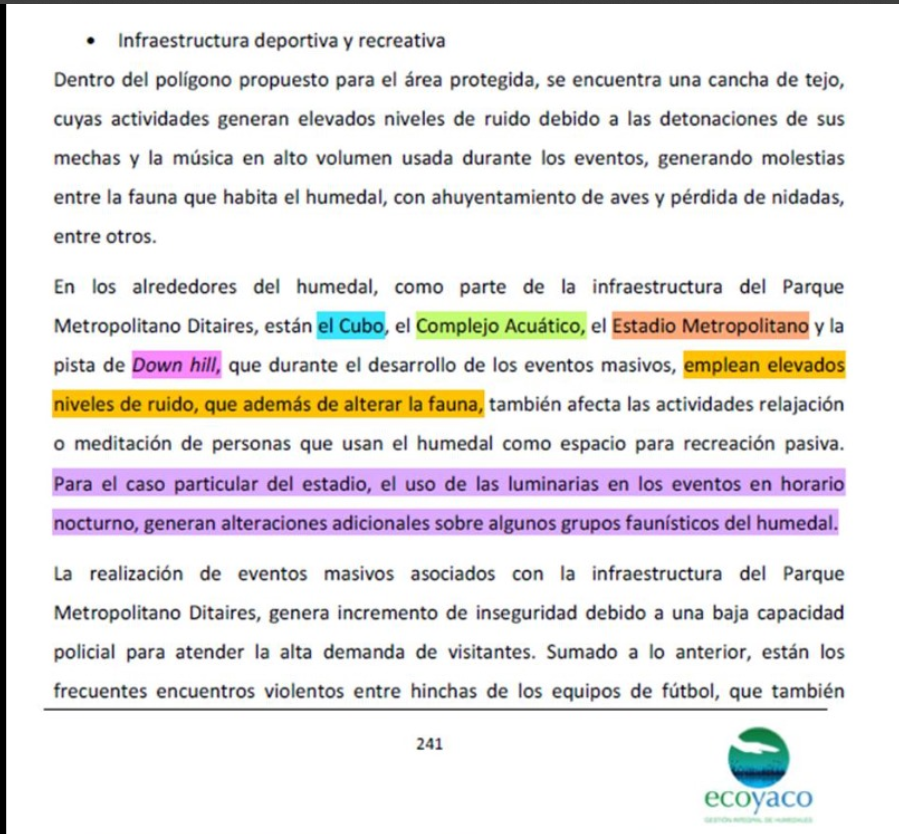 • Infraestructura deportiva y recreativa
Dentro del polígono propuesto para el área protegida, se encuentra una cancha de tejo,
cuyas actividades generan elevados niveles de ruido debido a las detonaciones de sus
mechas y la música en alto volumen usada durante los eventos, generando molestias
entre la fauna que habita el humedal, con ahuyentamiento de aves y pérdida de nidadas,
entre otros.
En los alrededores del humedal, como parte de la infraestructura del Parque
Metropolitano Ditaires, están el Cubo, el Complejo Acuático, el Estadio Metropolitano y la
pista de Down hill, que durante el desarrollo de los eventos masivos, emplean elevados
niveles de ruido, que además de alterar la fauna, también afecta las actividades relajación
o meditación de personas que usan el humedal como espacio para recreación pasiva.
Para el caso particular del estadio, el uso de las luminarias en los eventos en horario
nocturno, generan alteraciones adicionales sobre algunos grupos faunísticos del humedal.
La realización de eventos masivos asociados con la infraestructura del Parque
Metropolitano Ditaires, genera incremento de inseguridad debido a una baja capacidad
policial para atender la alta demanda de visitantes. Sumado a lo anterior, están los
frecuentes encuentros violentos entre hinchas de los equipos de fútbol, que también
241
ecoyaco
GESTIÓN INTEGRAL DE HUMEDALES